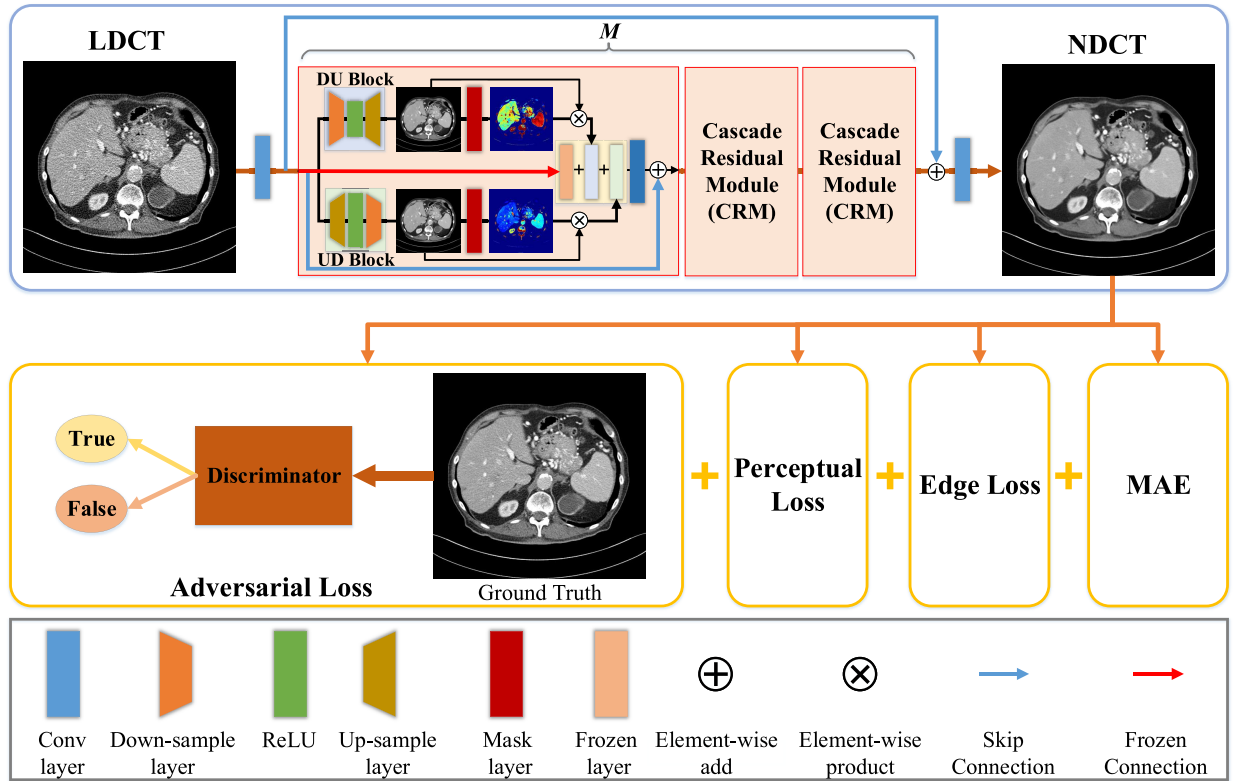 M
LDCT
NDCT
DU Block
UD Block
Cascade
Residual
Module
(CRM)
Cascade
Residual
Module
(CRM)
True
False
Discriminator
Adversarial Loss
Ground Truth
Perceptual
Loss
Edge Loss
MAE
Conv
layer
Down-sample
layer
ReLU
Up-sample
layer
Mask
layer
Frozen
layer
Element-wise
add
Element-wise
product
Skip
Connection
Frozen
Connection